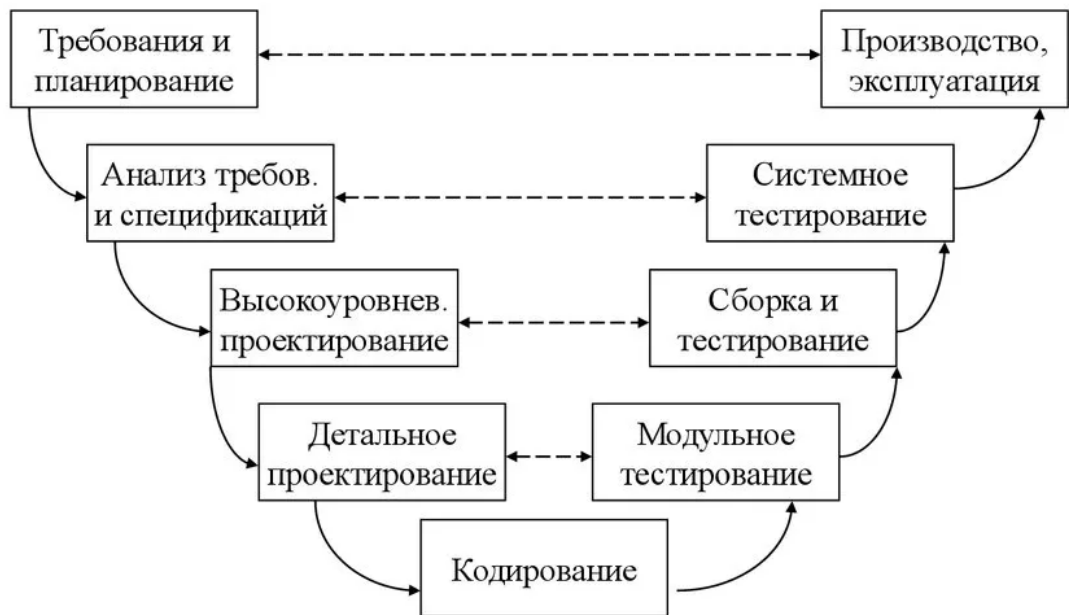 Требования и
планирование
Производство,
эксплуатация
Анализ требов.
и спецификаций
Системное
тестирование
Высокоуровнев.
проектирование
Сборка и
тестирование
Детальное
проектирование
Модульное
тестирование
Кодирование